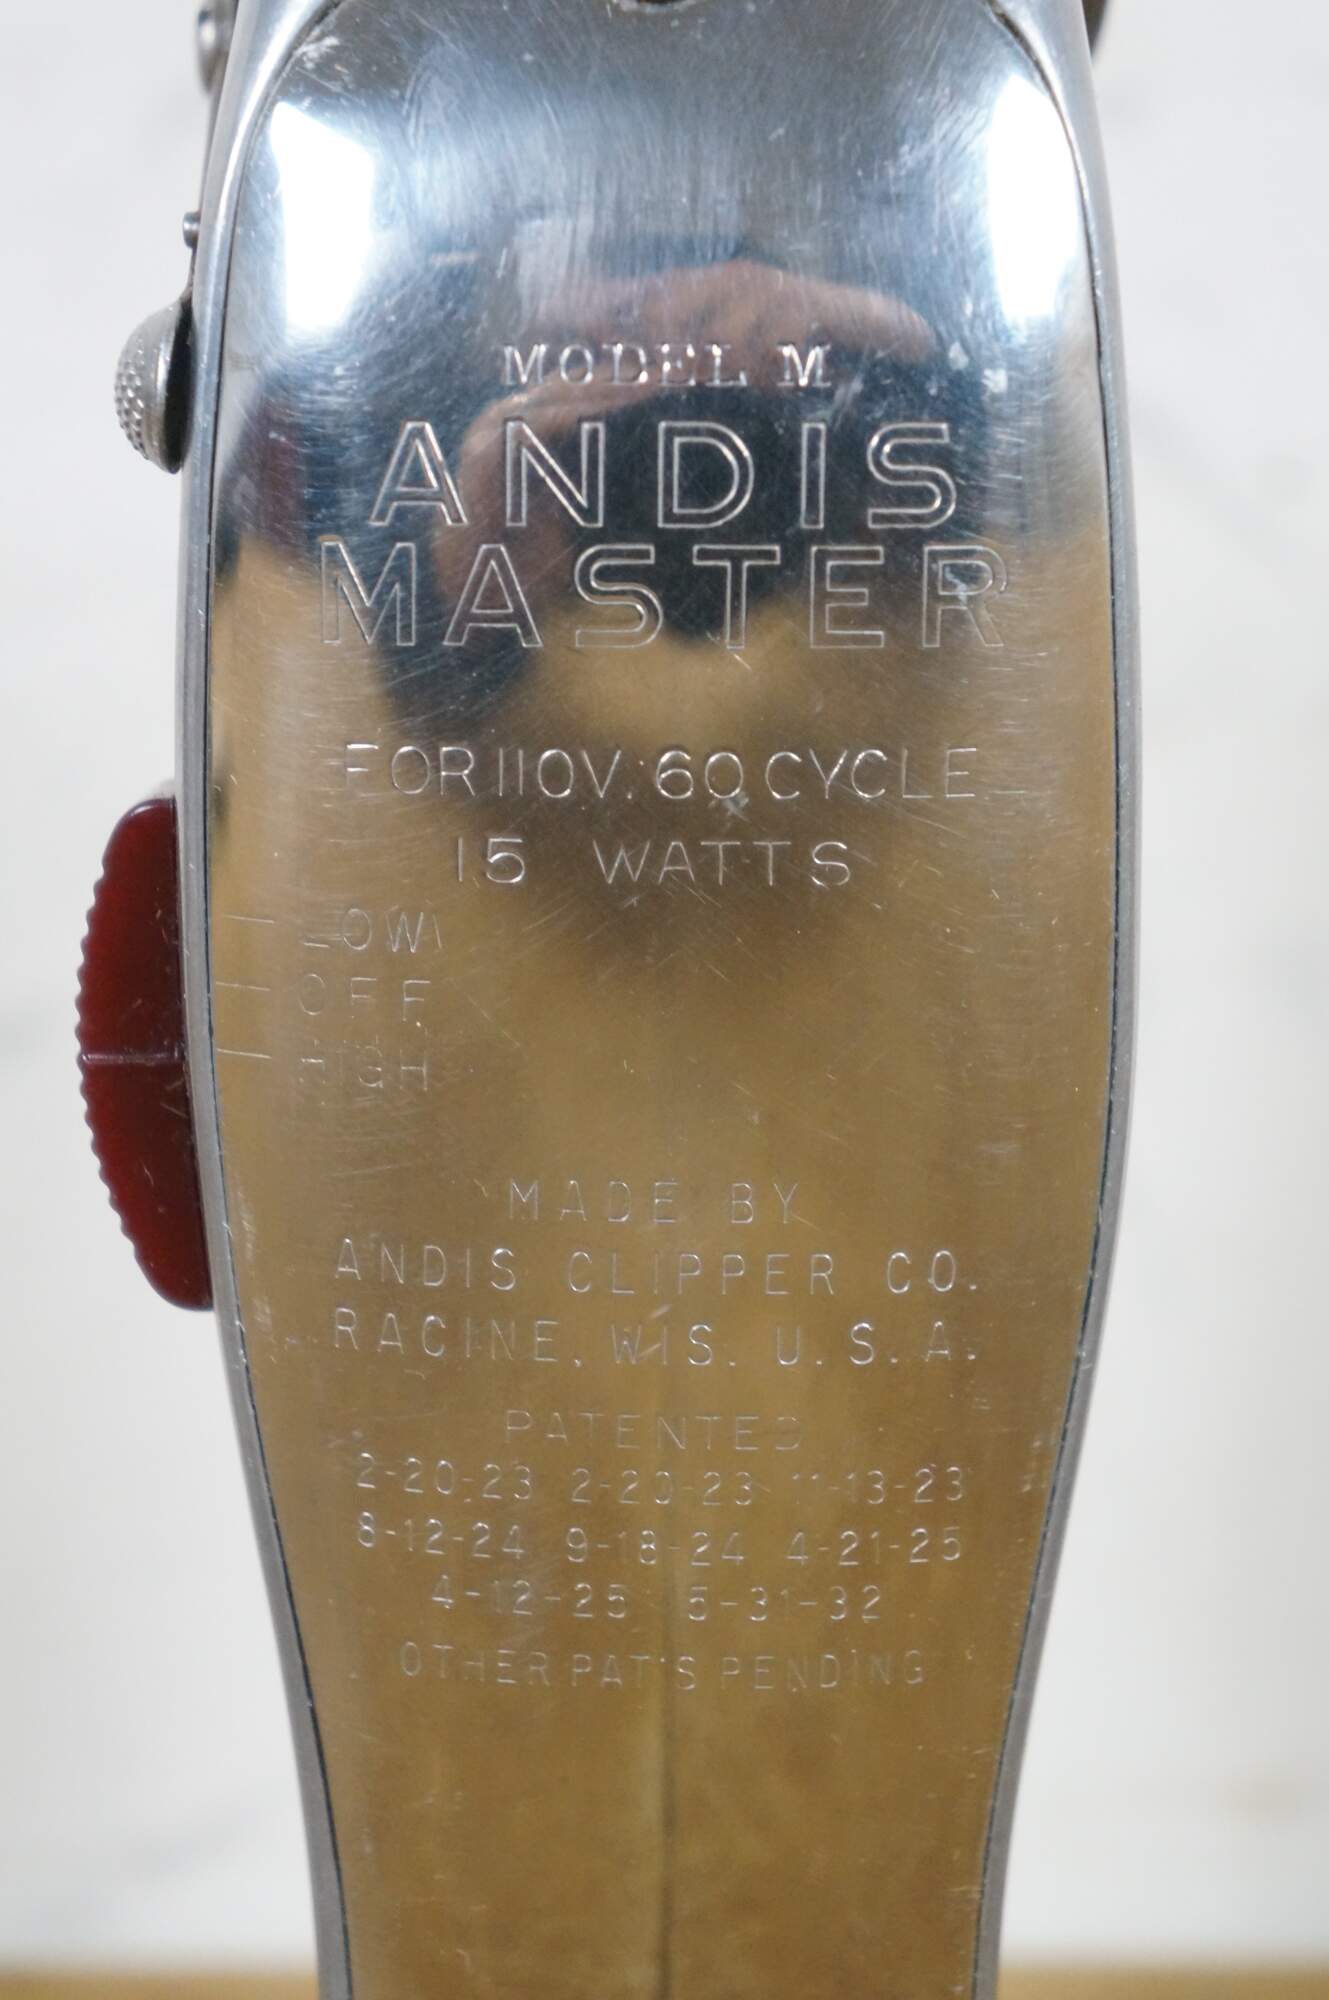 MODEL M
ANDIS
MASTER
FOR 110V. 60 CYCLE
15 WATTS
LOW
OFF
HIGH
MADE BY
ANDIS CLIPPER CO.
RACINE, WIS. U.S.A.
PATENTED
2-20-23 2-20-23 11-13-23
8-12-24 9-18-24 4-21-25
4-12-25 5-31-32
OTHER PAT'S PENDING